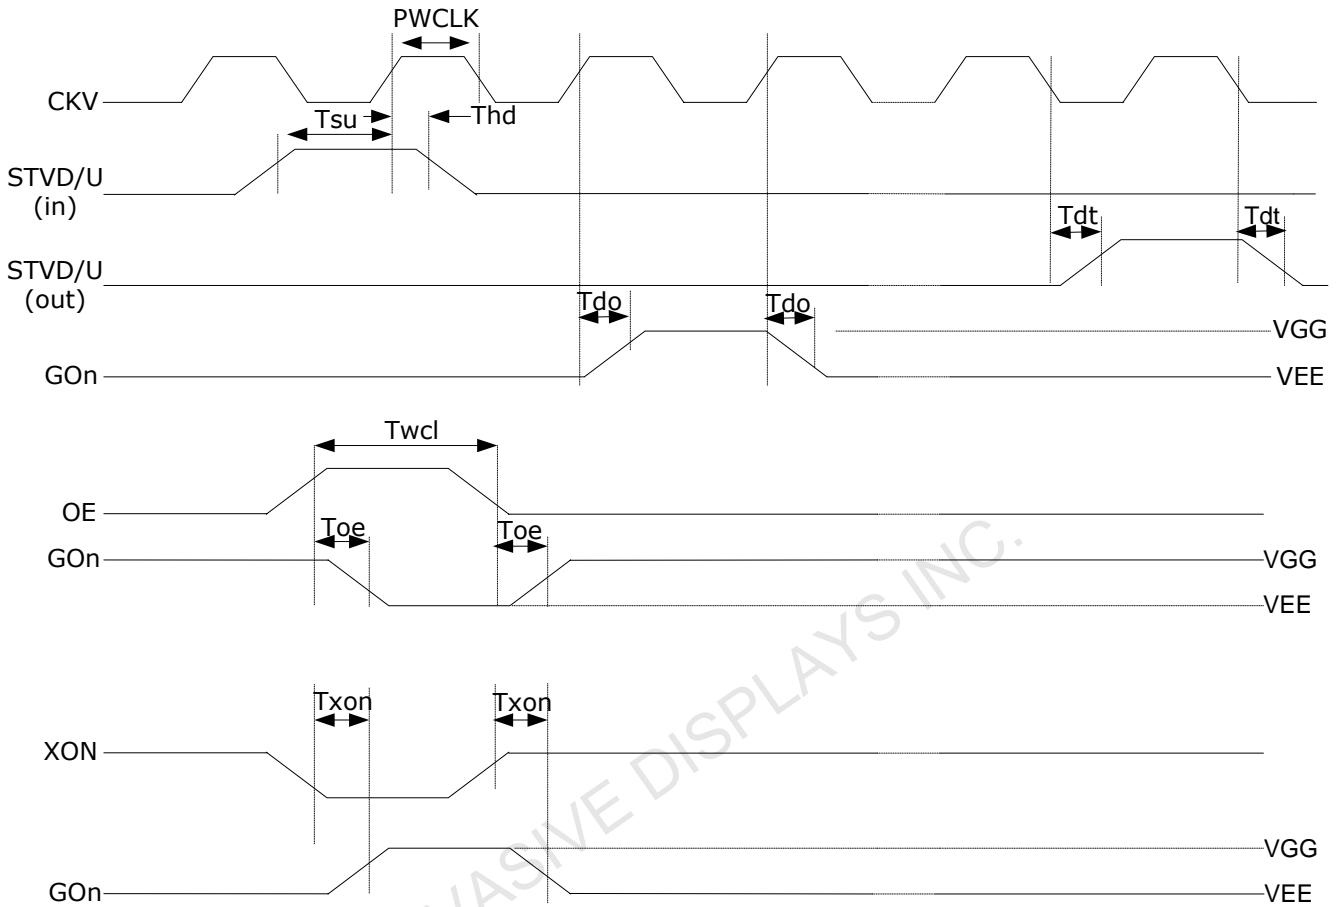 PWCLK
CKV
Tsu
Thd
STVD/U
(in)
Tdt
Tdt
STVD/U
(out)
Tdo
Tdo
VGG
GOn
VEE
Twcl
OE
Toe
Toe
GOn
VGG
VEE
Txon
Txon
XON
VGG
GOn
VEE
VASIVE DISPLAYS INC.